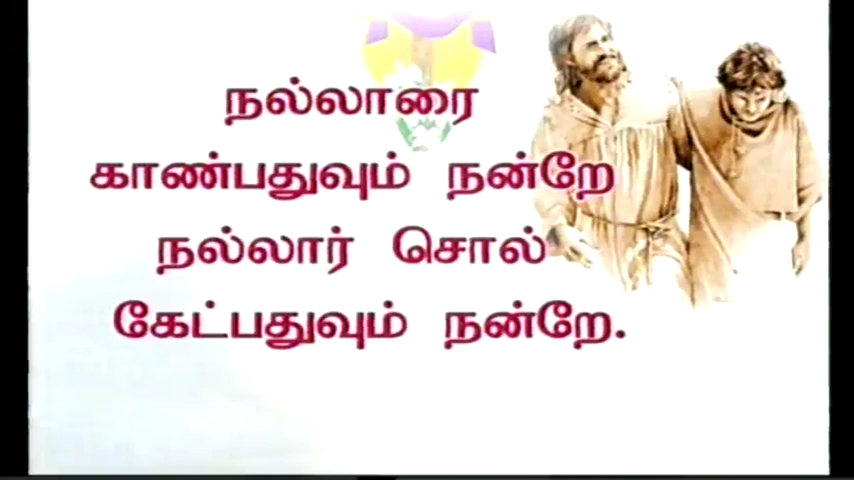 நல்லாரை
காண்பதுவும் நன்றே
நல்லார் சொல்
கேட்பதுவும் நன்றே.